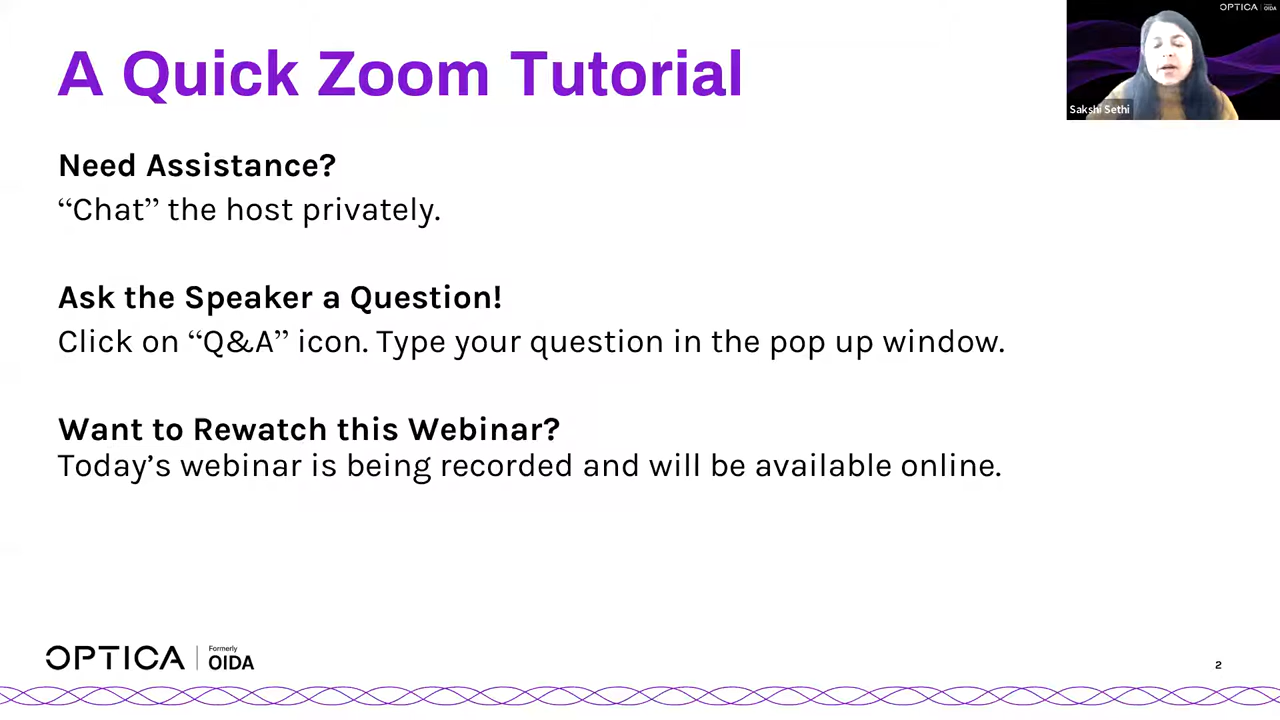 A Quick Zoom Tutorial
OPTICA | OIDA
Sakshi Sethi
Need Assistance?
“Chat” the host privately.
Ask the Speaker a Question!
Click on “Q&A” icon. Type your question in the pop up window.
Want to Rewatch this Webinar?
Today’s webinar is being recorded and will be available online.
OPTICA | Formerly OIDA
2